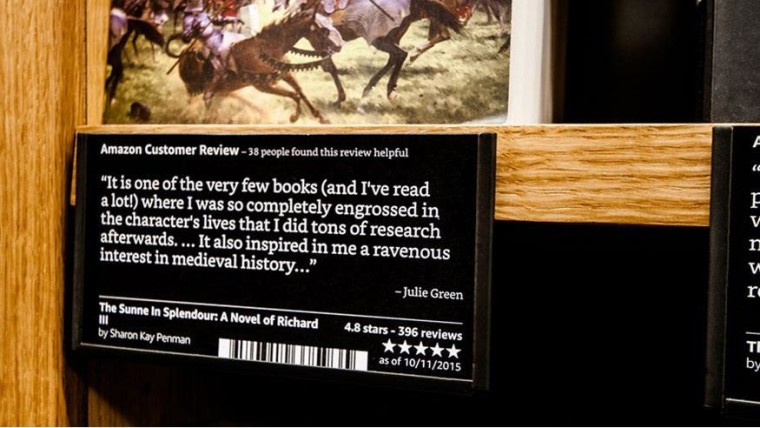 Amazon Customer Review – 38 people found this review helpful
“It is one of the very few books (and I've read
a lot!) where I was so completely engrossed in
the character's lives that I did tons of research
afterwards. ... It also inspired in me a ravenous
interest in medieval history...”
– Julie Green
The Sunne In Splendour: A Novel of Richard
III
by Sharon Kay Penman
4.8 stars - 396 reviews
as of 10/11/2015